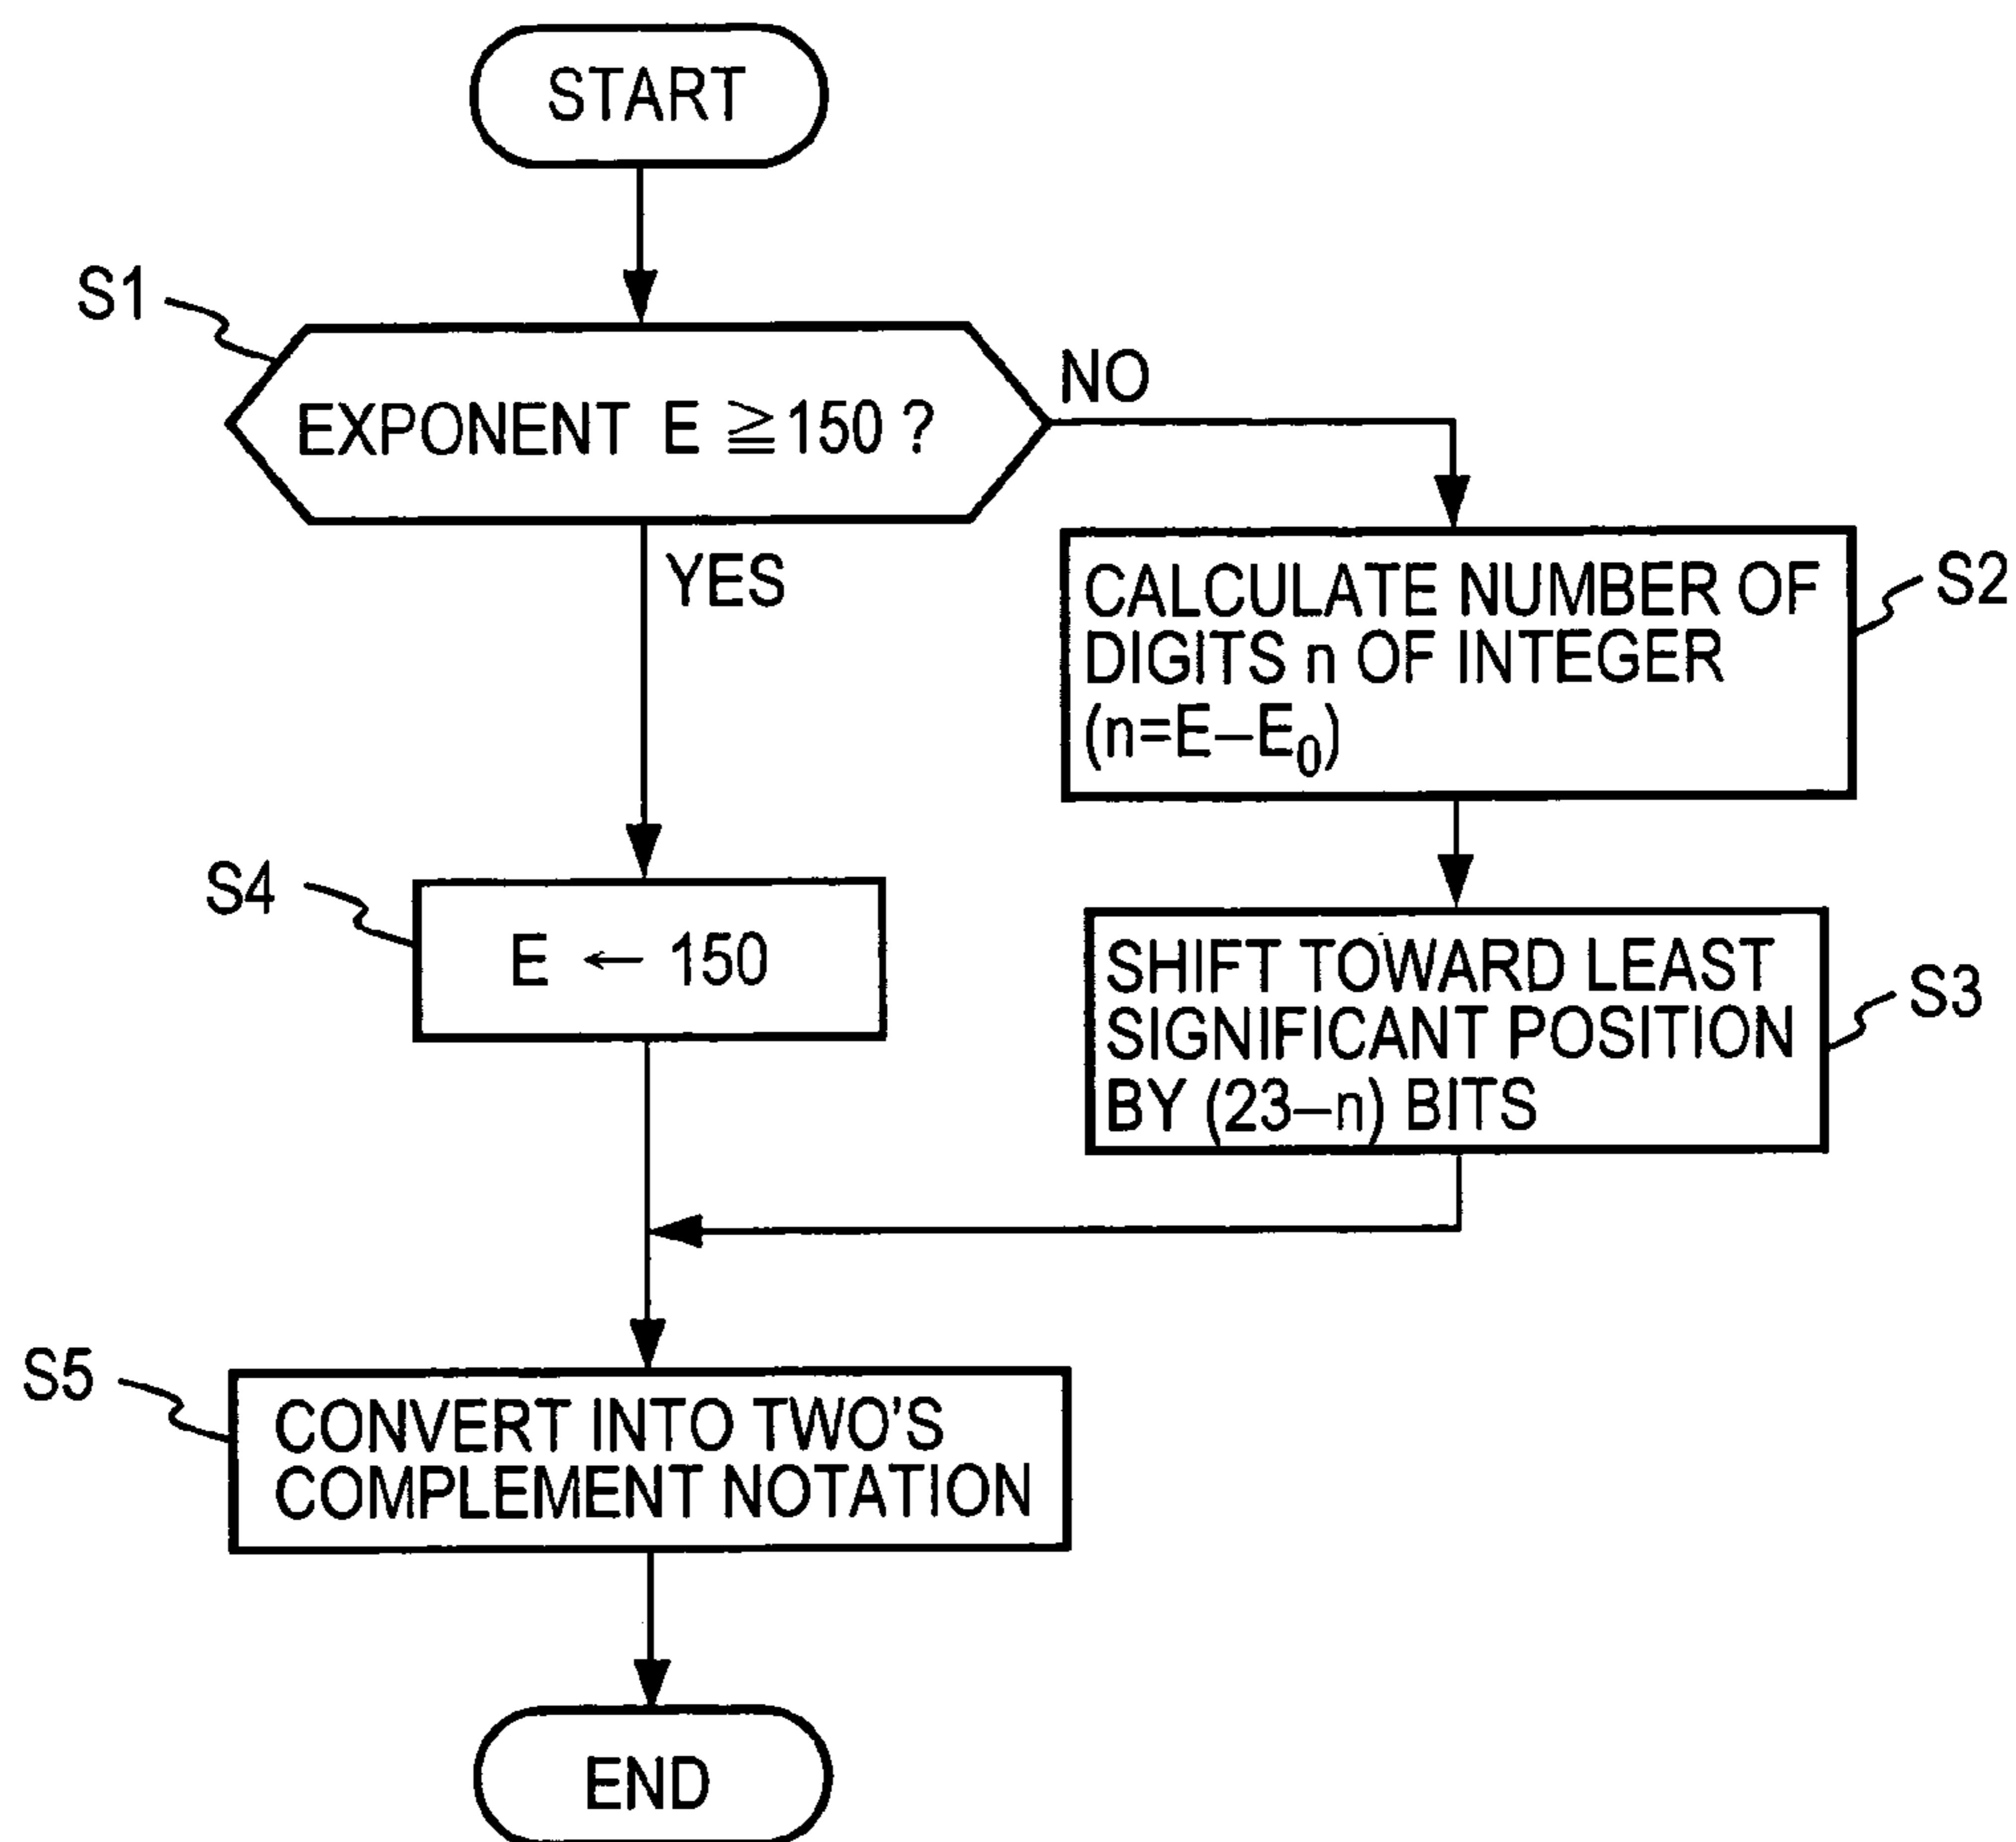 START
S1
EXPONENT E ≧ 150 ?
NO
YES
S2
CALCULATE NUMBER OF
DIGITS n OF INTEGER
(n=E–E₀)
S4
E ← 150
S3
SHIFT TOWARD LEAST
SIGNIFICANT POSITION
BY (23–n) BITS
S5
CONVERT INTO TWO'S
COMPLEMENT NOTATION
END